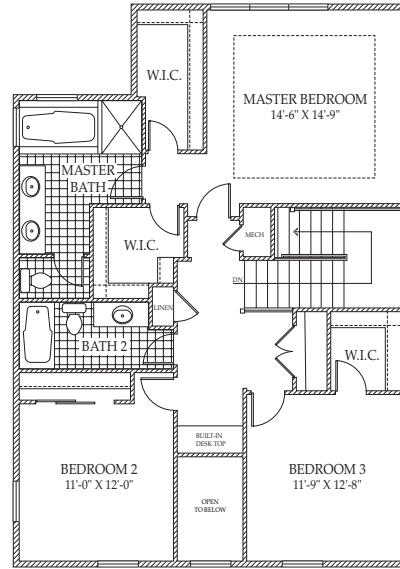 W.I.C.
MASTER BEDROOM
14'-6" X 14'-9"
MASTER
BATH
W.I.C.
MECH
DN
LINEN
BATH 2
W.I.C.
BUILT-IN
DESK TOP
BEDROOM 2
11'-0" X 12'-0"
OPEN
TO BELOW
BEDROOM 3
11'-9" X 12'-8"